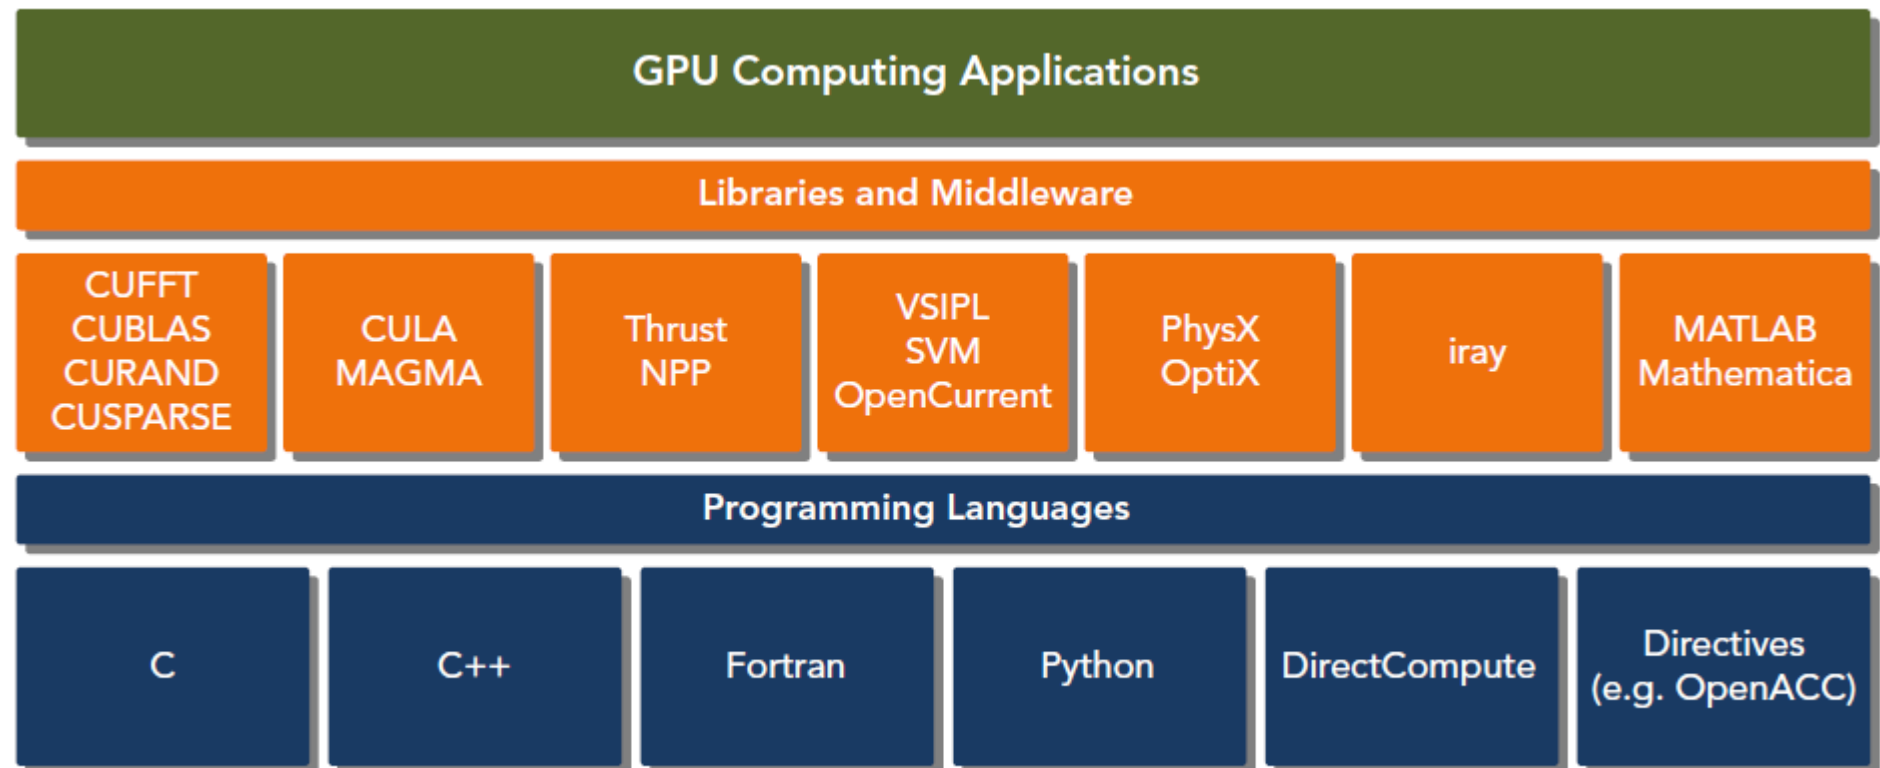 GPU Computing Applications
Libraries and Middleware
CUFFT
CUBLAS
CURAND
CUSPARSE
CULA
MAGMA
Thrust
NPP
VSIPL
SVM
OpenCurrent
PhysX
OptiX
iray
MATLAB
Mathematica
Programming Languages
C
C++
Fortran
Python
DirectCompute
Directives
(e.g. OpenACC)